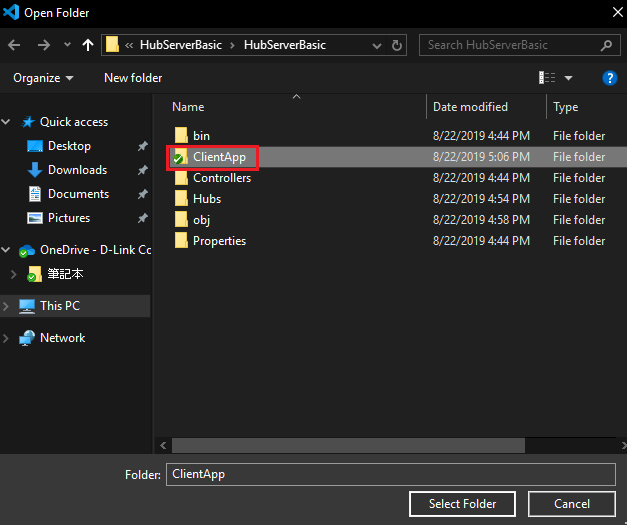 Open Folder
« HubServerBasic > HubServerBasic
Search HubServerBasic
Organize
New folder
?
Name
Date modified
Type
Quick access
Desktop
Downloads
Documents
Pictures
OneDrive - D-Link Co
筆記本
This PC
Network
bin 8/22/2019 4:44 PM File folder
ClientApp 8/22/2019 5:06 PM File folder
Controllers 8/22/2019 4:44 PM File folder
Hubs 8/22/2019 4:54 PM File folder
obj 8/22/2019 4:58 PM File folder
Properties 8/22/2019 4:44 PM File folder
Folder: ClientApp
Select Folder
Cancel